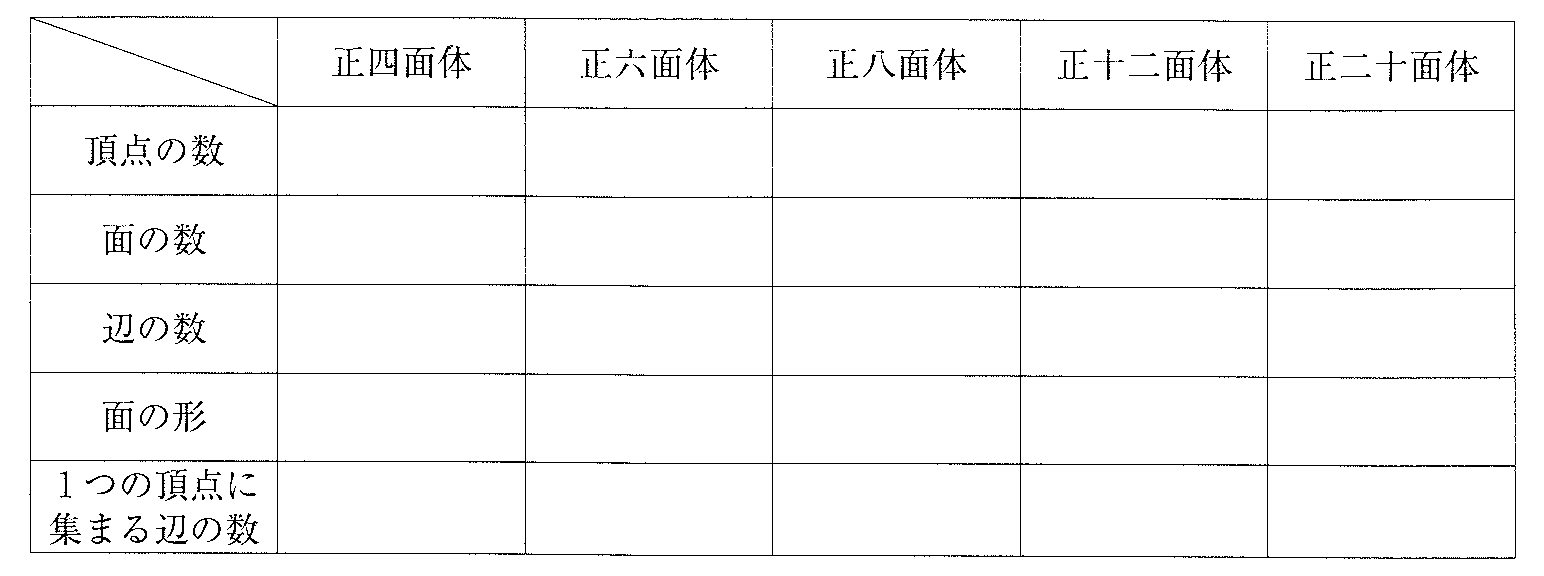 正四面体 正六面体 正八面体 正十二面体 正二十面体
頂点の数
面の数
辺の数
面の形
1つの頂点に
集まる辺の数